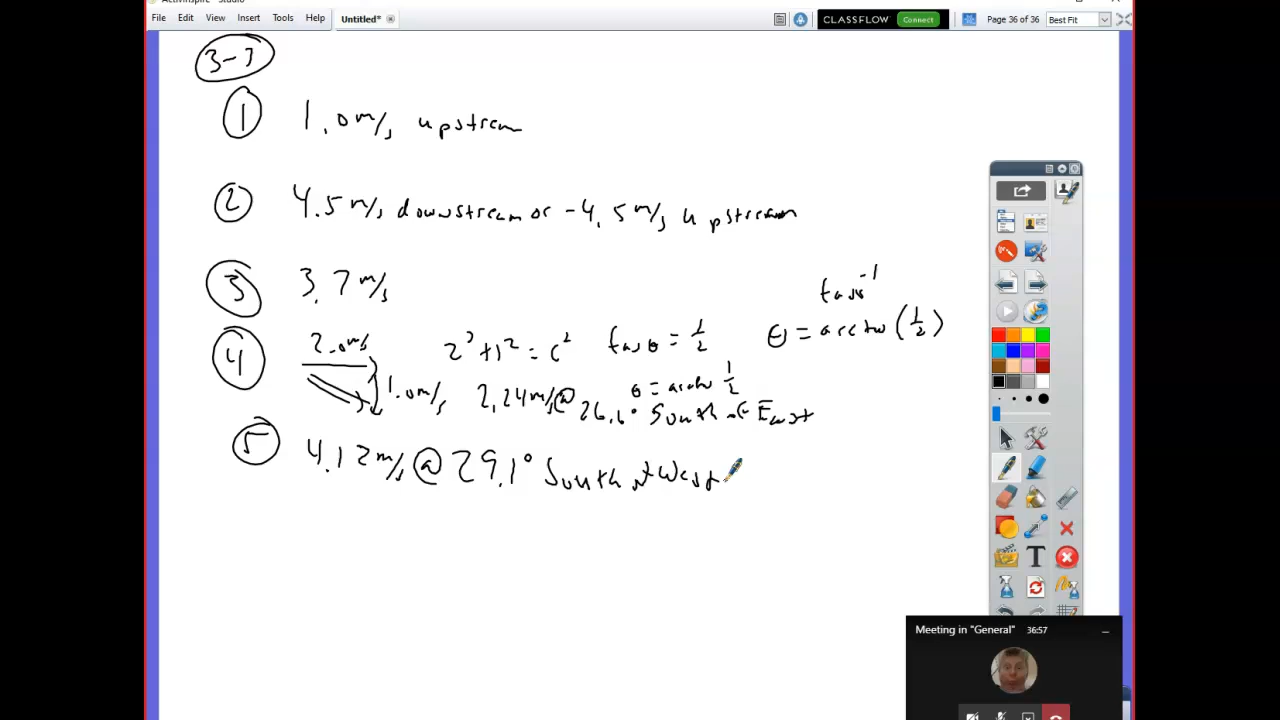 ActivInspire - Studio
File Edit View Insert Tools Help Untitled* CLASSFLOW Connect Page 36 of 36 Best Fit
3-3
1 1.0m/s upstream
2 4.5m/s downstream or -4.5m/s upstream
3 3.7m/s
tan⁻¹
4 2.0m/s 2²+1²=c² tanθ = 1/2 θ = arctan (1/2)
1.0m/s 2.24m/s @ θ = arctan 1/2
26.6° South of East
5 4.12m/s @ 29.1° South of West
T
Meeting in "General" 36:57